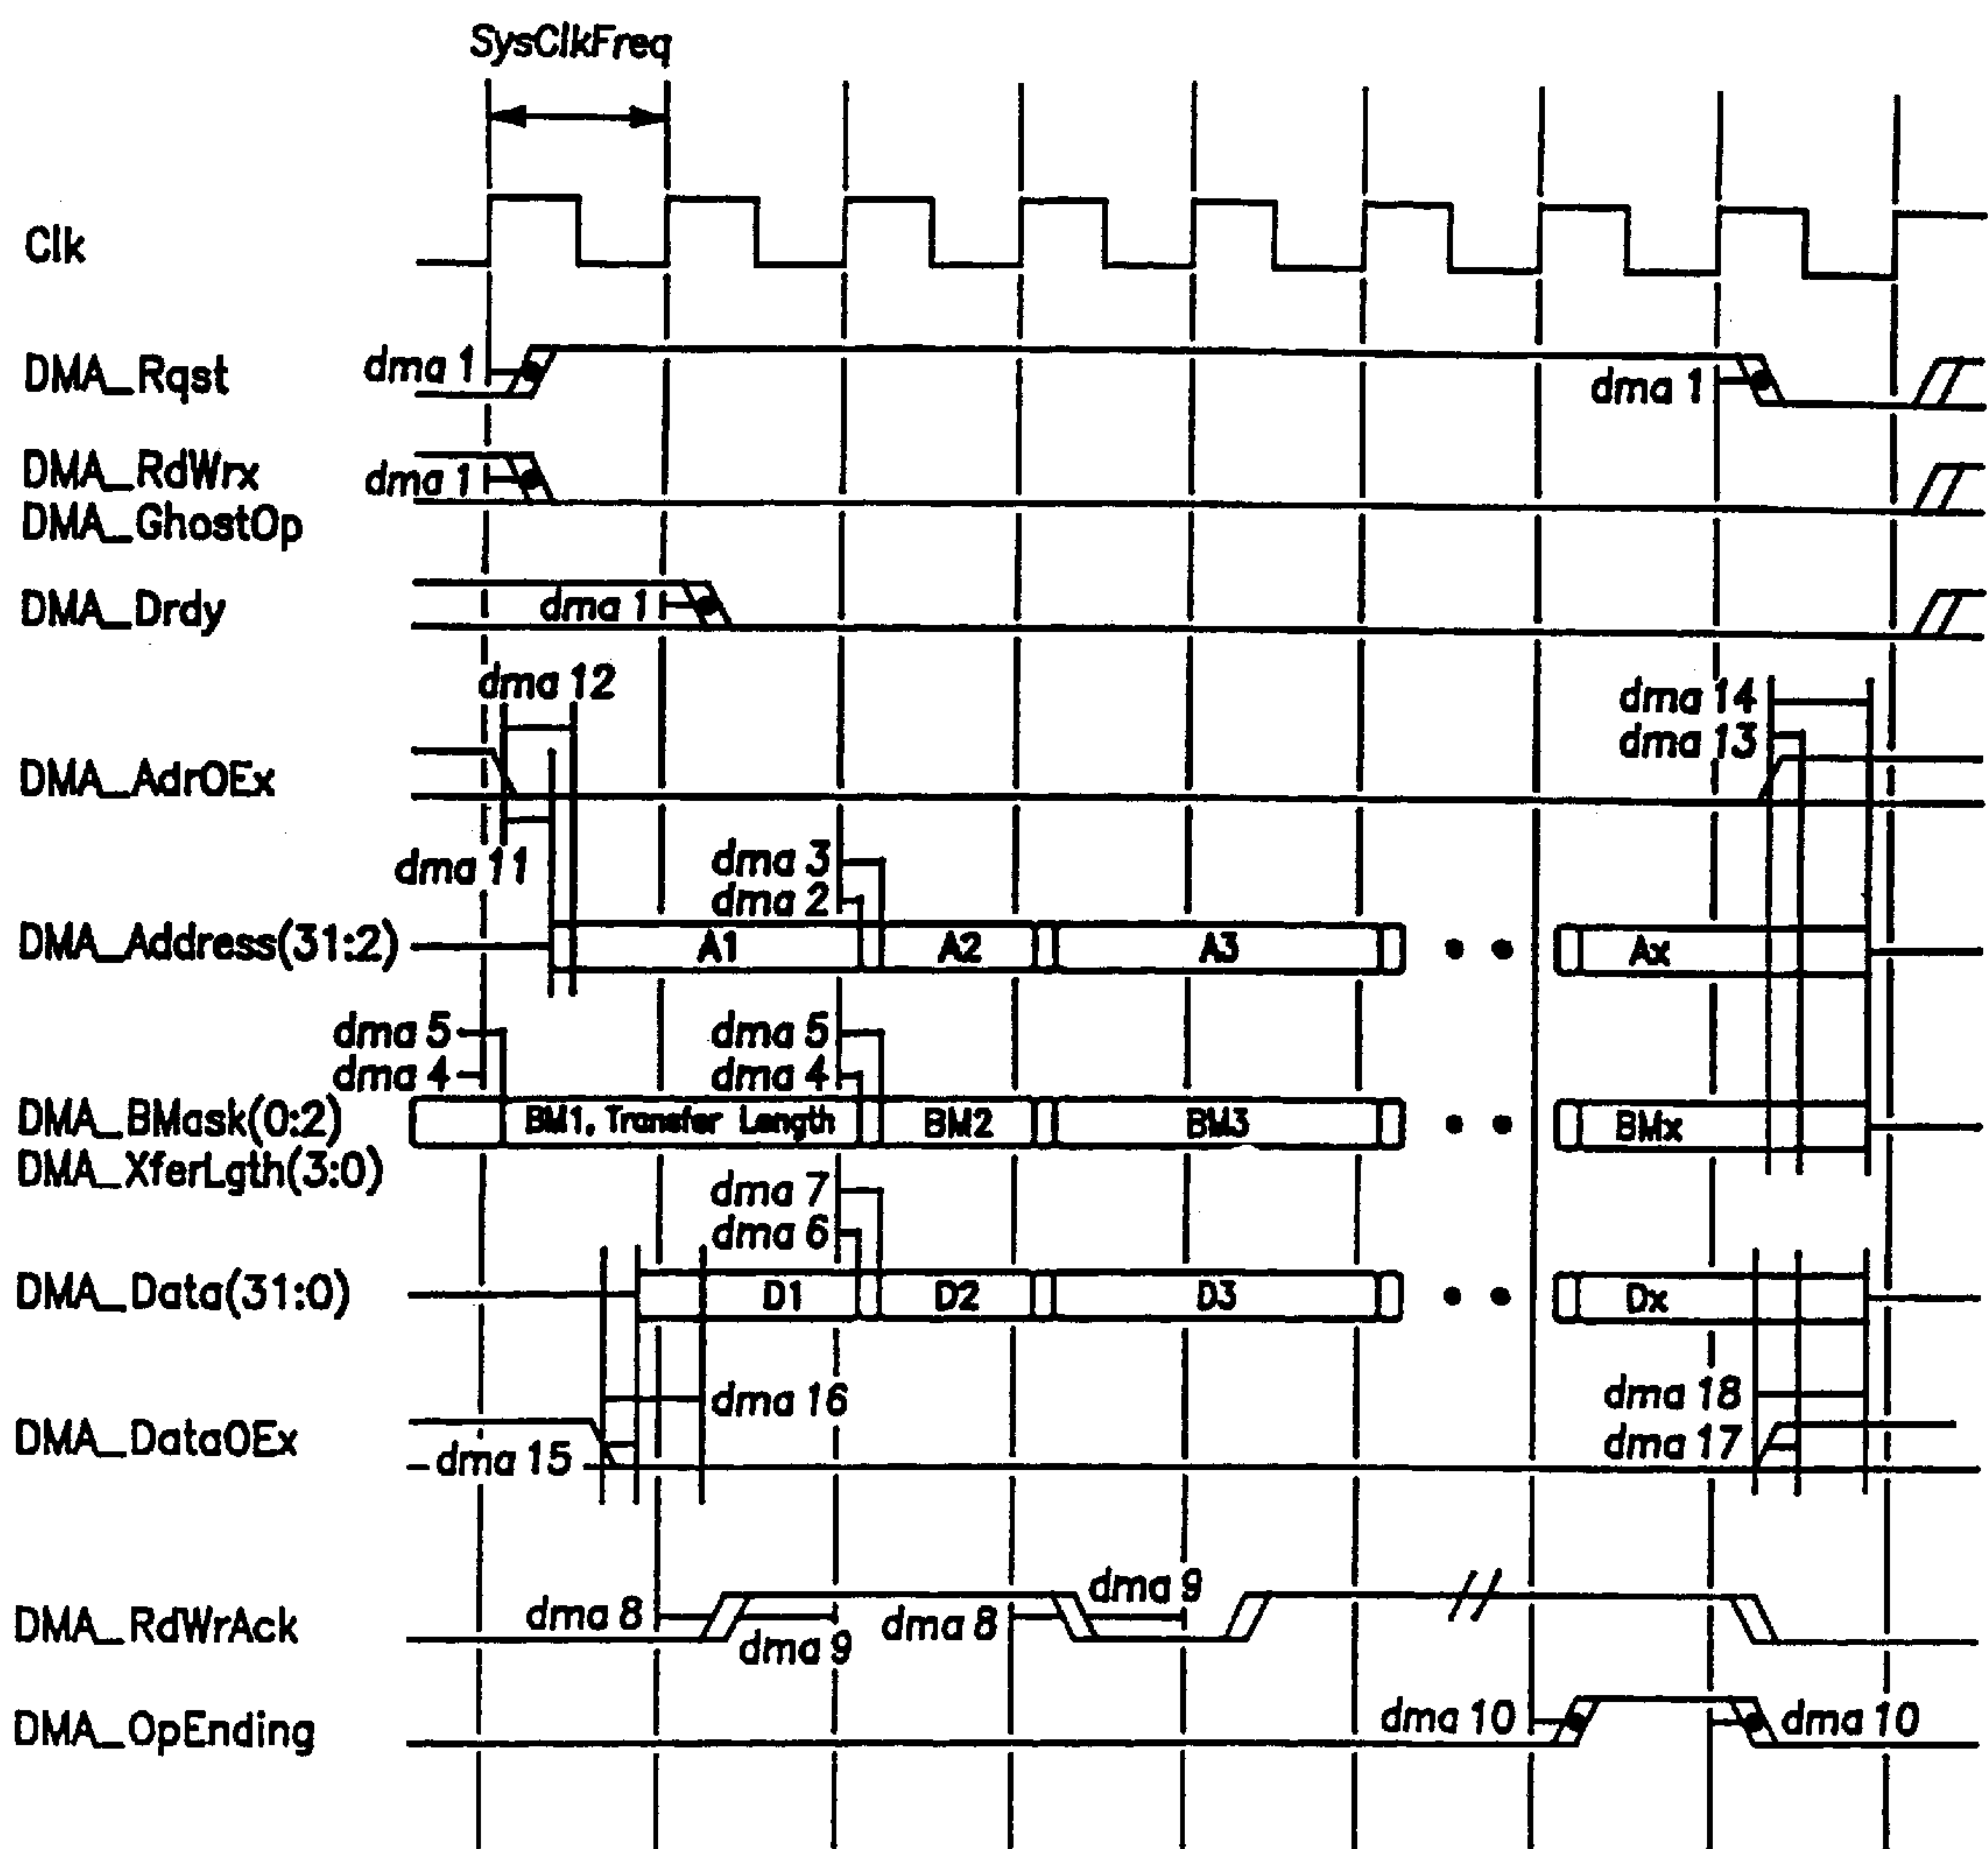 SysClkFreq
Clk
DMA_Rqst
dma 1
dma 1
DMA_RdWrx
dma 1
DMA_GhostOp
DMA_Drdy
dma 1
dma 12
dma 14
dma 13
DMA_AdrOEx
dma 11
dma 3
dma 2
DMA_Address(31:2)
A1
A2
A3
Ax
dma 5
dma 5
dma 4
dma 4
DMA_BMask(0:2)
BM1, Transfer Length
BM2
BM3
BMx
DMA_XferLgth(3:0)
dma 7
dma 6
DMA_Data(31:0)
D1
D2
D3
Dx
dma 16
dma 18
DMA_DataOEx
dma 15
dma 17
dma 9
DMA_RdWrAck
dma 8
dma 8
dma 9
DMA_OpEnding
dma 10
dma 10